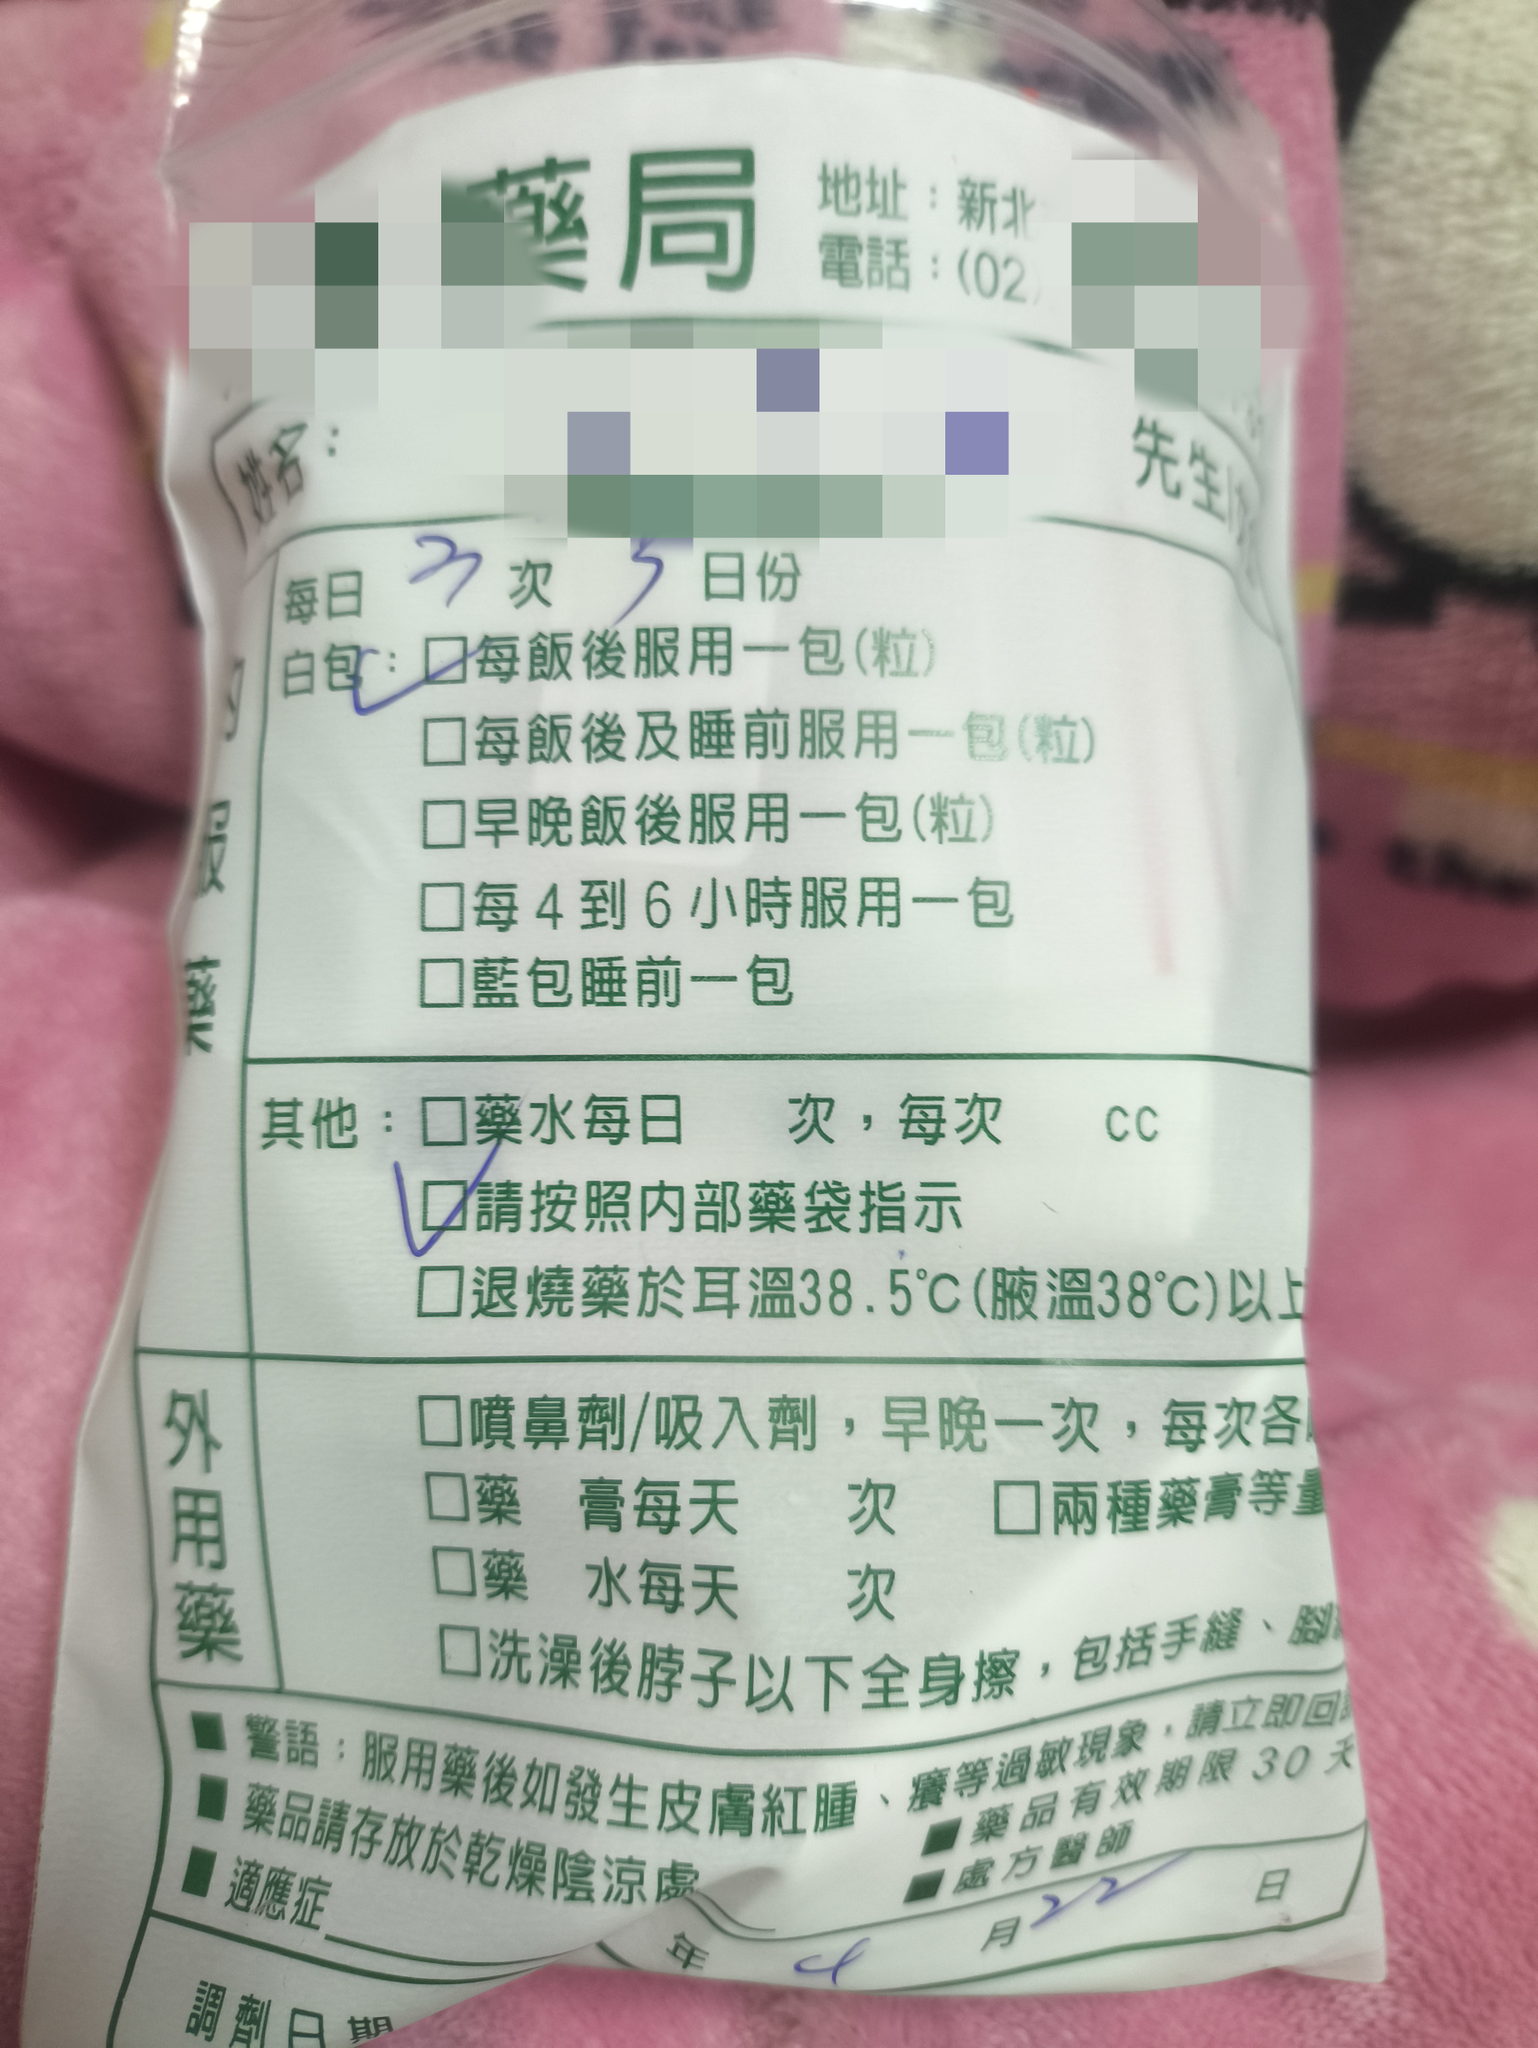 藥局
地址：新北
電話：(02)
姓名：
先生
每日 3 次 5 日份
內服藥
白包：☑每飯後服用一包(粒)
□每飯後及睡前服用一包(粒)
□早晚飯後服用一包(粒)
□每4到6小時服用一包
□藍包睡前一包
其他：□藥水每日 次，每次 cc
☑請按照內部藥袋指示
□退燒藥於耳溫38.5℃(腋溫38℃)以上
外用藥
□噴鼻劑/吸入劑，早晚一次，每次各
□藥 膏每天 次 □兩種藥膏等量
□藥 水每天 次
□洗澡後脖子以下全身擦，包括手縫、腳
■ 警語：服用藥後如發生皮膚紅腫、癢等過敏現象，請立即回
■ 藥品請存放於乾燥陰涼處
■ 藥品有效期限30天
■ 適應症
■ 處方醫師
調劑日期 年 4 月 22 日